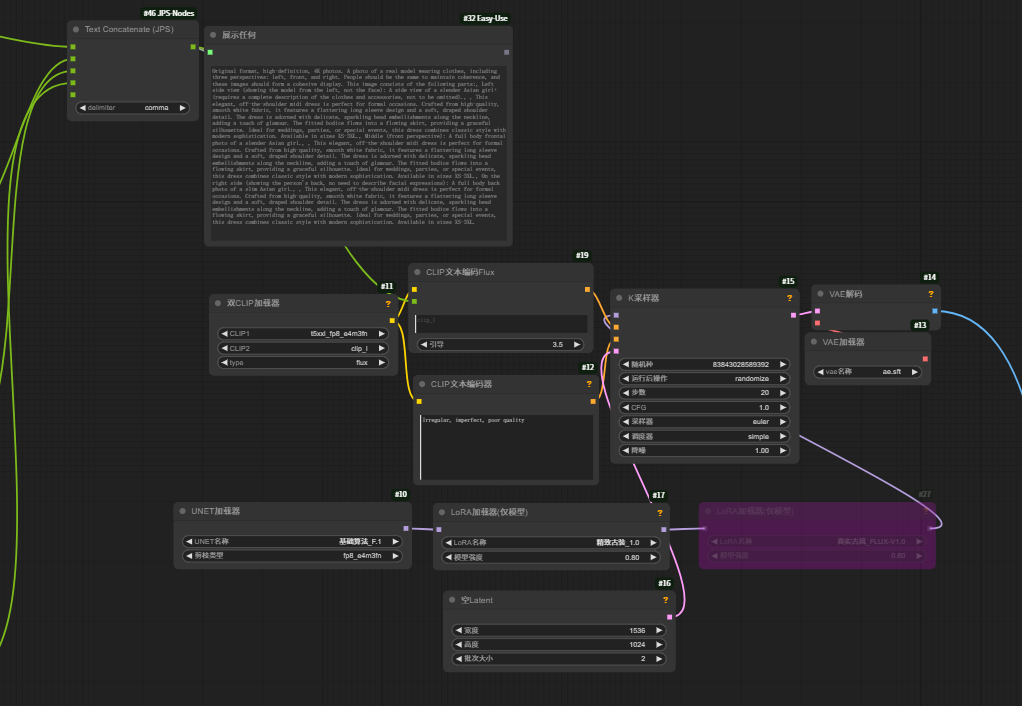 #46 JPS-Nodes
Text Concatenate (JPS)
delimiter comma
#32 Easy-Use
展示任何
Original format, high-definition, 4K photos. A photo of a real model wearing clothes, including
three perspectives: left, front, and right. People should be the same to maintain coherence, and
these images should form a cohesive display. This image consists of the following parts:, Left
side view (showing the model from the left, not the face): A side view of a slender Asian girl
(requires a complete description of the clothes and accessories, not to be omitted)., , This
elegant, off-the-shoulder midi dress is perfect for formal occasions. Crafted from high-quality,
smooth white fabric, it features a flattering long sleeve design and a soft, draped shoulder
detail. The dress is adorned with delicate, sparkling bead embellishments along the neckline,
adding a touch of glamour. The fitted bodice flows into a flowing skirt, providing a graceful
silhouette. Ideal for weddings, parties, or special events, this dress combines classic style with
modern sophistication. Available in sizes XS-3XL., Middle (front perspective): A full body frontal
photo of a slender Asian girl., , This elegant, off-the-shoulder midi dress is perfect for formal
occasions. Crafted from high-quality, smooth white fabric, it features a flattering long sleeve
design and a soft, draped shoulder detail. The dress is adorned with delicate, sparkling bead
embellishments along the neckline, adding a touch of glamour. The fitted bodice flows into a
flowing skirt, providing a graceful silhouette. Ideal for weddings, parties, or special events,
this dress combines classic style with modern sophistication. Available in sizes XS-3XL., On the
right side (showing the person's back, no need to describe facial expressions): A full body back
photo of a slim Asian girl., , This elegant, off-the-shoulder midi dress is perfect for formal
occasions. Crafted from high-quality, smooth white fabric, it features a flattering long sleeve
design and a soft, draped shoulder detail. The dress is adorned with delicate, sparkling bead
embellishments along the neckline, adding a touch of glamour. The fitted bodice flows into a
flowing skirt, providing a graceful silhouette. Ideal for weddings, parties, or special events,
this dress combines classic style with modern sophistication. Available in sizes XS-3XL.
#11
双CLIP加载器 ?
CLIP1 t5xxl_fp8_e4m3fn
CLIP2 clip_l
type flux
#19
CLIP文本编码Flux
clip_l
引导 3.5
#12
CLIP文本编码器 ?
Irregular, imperfect, poor quality
#15
K采样器 ?
随机种 83843028589392
运行后操作 randomize
步数 20
CFG 1.0
采样器 euler
调度器 simple
降噪 1.00
#14
VAE解码 ?
#13
VAE加载器
vae名称 ae.sft
#10
UNET加载器
UNET名称 基础算法_F.1
剪枝类型 fp8_e4m3fn
#17
LoRA加载器(仅模型) ?
LoRA名称 精致古装_1.0
模型强度 0.80
#27
LoRA加载器(仅模型) ?
LoRA名称
模型强度 0.80
#16
空Latent ?
宽度 1536
高度 1024
批次大小 2